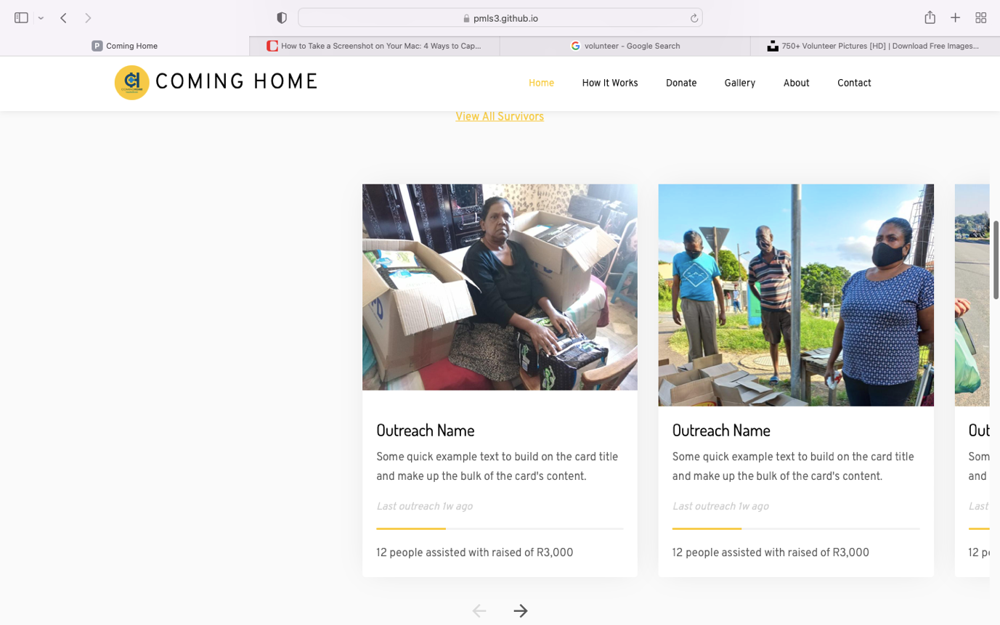 pmls3.github.io
P Coming Home
How to Take a Screenshot on Your Mac: 4 Ways to Cap...
volunteer - Google Search
750+ Volunteer Pictures [HD] | Download Free Images...
COMING HOME
Home
How It Works
Donate
Gallery
About
Contact
View All Survivors
Outreach Name
Some quick example text to build on the card title
and make up the bulk of the card's content.
Last outreach 1w ago
12 people assisted with raised of R3,000
Outreach Name
Some quick example text to build on the card title
and make up the bulk of the card's content.
Last outreach 1w ago
12 people assisted with raised of R3,000
Out
Som
and
Last
12 pe